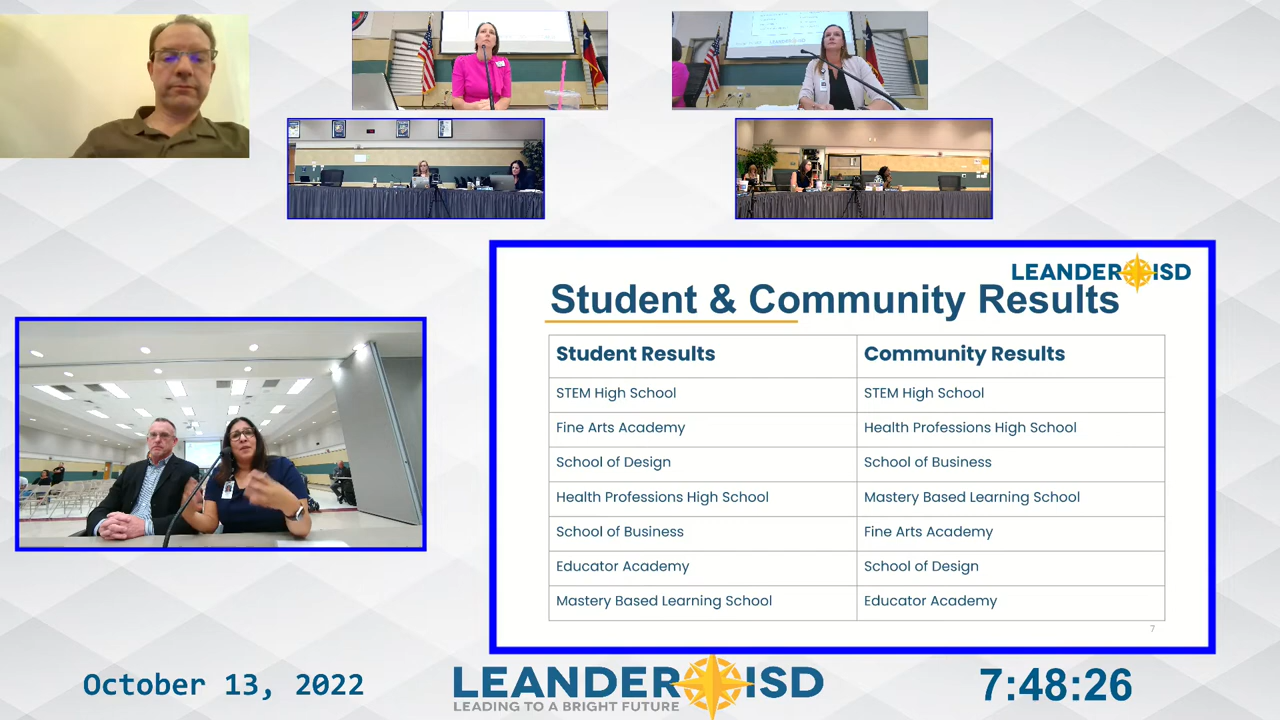 LEANDER ISD
Student & Community Results
Student Results Community Results
STEM High School STEM High School
Fine Arts Academy Health Professions High School
School of Design School of Business
Health Professions High School Mastery Based Learning School
School of Business Fine Arts Academy
Educator Academy School of Design
Mastery Based Learning School Educator Academy
7
October 13, 2022
LEANDER ISD
LEADING TO A BRIGHT FUTURE
7:48:26